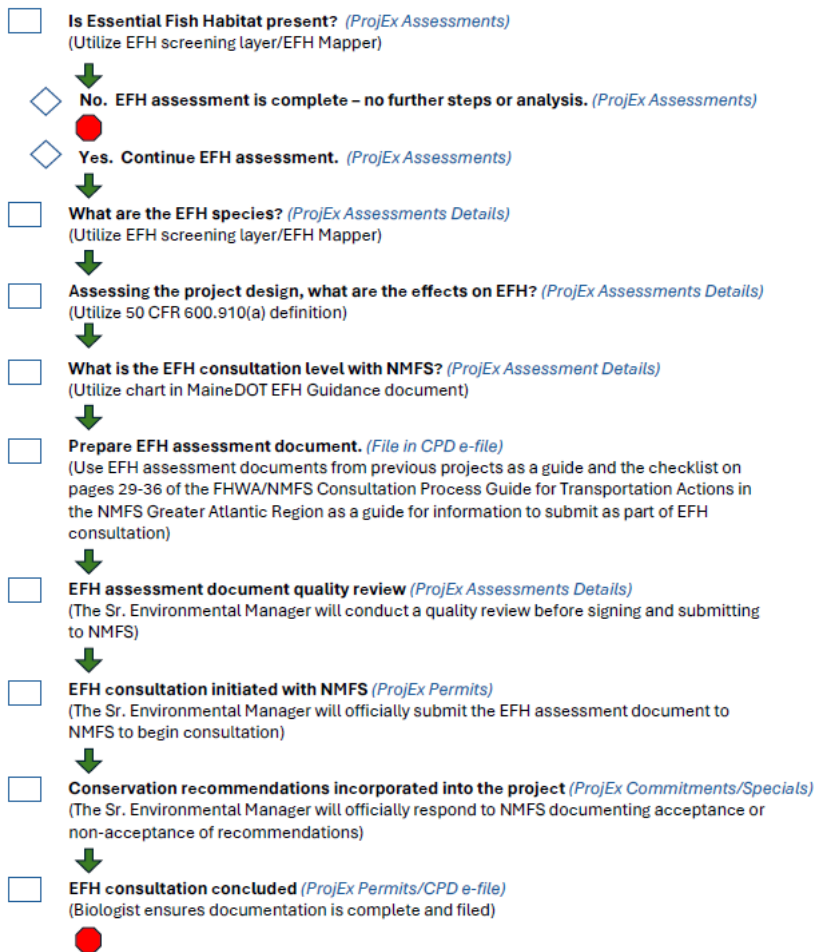 Is Essential Fish Habitat present? (ProjEx Assessments)
(Utilize EFH screening layer/EFH Mapper)
No. EFH assessment is complete – no further steps or analysis. (ProjEx Assessments)
Yes. Continue EFH assessment. (ProjEx Assessments)
What are the EFH species? (ProjEx Assessments Details)
(Utilize EFH screening layer/EFH Mapper)
Assessing the project design, what are the effects on EFH? (ProjEx Assessments Details)
(Utilize 50 CFR 600.910(a) definition)
What is the EFH consultation level with NMFS? (ProjEx Assessment Details)
(Utilize chart in MaineDOT EFH Guidance document)
Prepare EFH assessment document. (File in CPD e-file)
(Use EFH assessment documents from previous projects as a guide and the checklist on
pages 29-36 of the FHWA/NMFS Consultation Process Guide for Transportation Actions in
the NMFS Greater Atlantic Region as a guide for information to submit as part of EFH
consultation)
EFH assessment document quality review (ProjEx Assessments Details)
(The Sr. Environmental Manager will conduct a quality review before signing and submitting
to NMFS)
EFH consultation initiated with NMFS (ProjEx Permits)
(The Sr. Environmental Manager will officially submit the EFH assessment document to
NMFS to begin consultation)
Conservation recommendations incorporated into the project (ProjEx Commitments/Specials)
(The Sr. Environmental Manager will officially respond to NMFS documenting acceptance or
non-acceptance of recommendations)
EFH consultation concluded (ProjEx Permits/CPD e-file)
(Biologist ensures documentation is complete and filed)